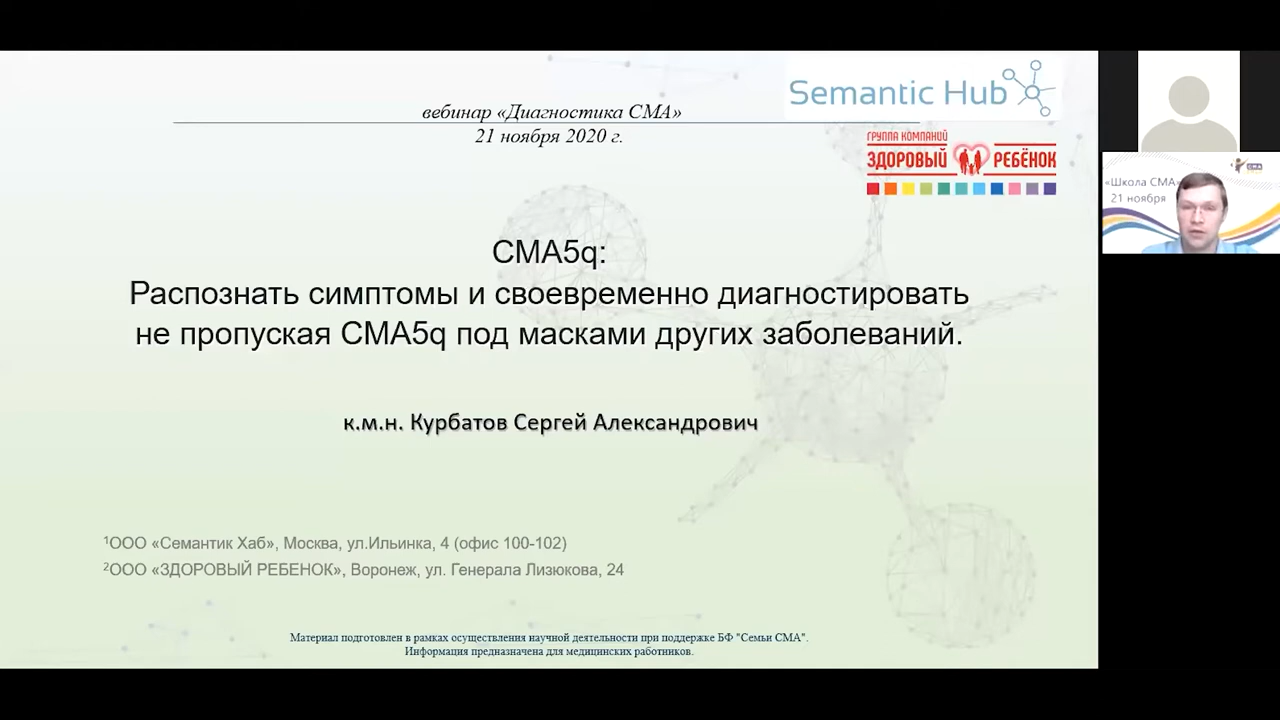 Semantic Hub
вебинар «Диагностика СМА»
21 ноября 2020 г.
ГРУППА КОМПАНИЙ
ЗДОРОВЫЙ РЕБЁНОК
«Школа СМА»
21 ноября
СМА
СМА5q:
Распознать симптомы и своевременно диагностировать
не пропуская СМА5q под масками других заболеваний.
к.м.н. Курбатов Сергей Александрович
¹ООО «Семантик Хаб», Москва, ул.Ильинка, 4 (офис 100-102)
²ООО «ЗДОРОВЫЙ РЕБЕНОК», Воронеж, ул. Генерала Лизюкова, 24
Материал подготовлен в рамках осуществления научной деятельности при поддержке БФ "Семьи СМА".
Информация предназначена для медицинских работников.